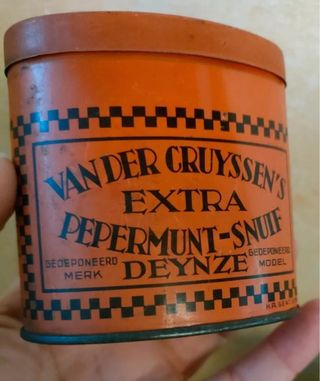 VAN DER CRUYSSEN'S
EXTRA
PEPERMUNT-SNUIF
DEYNZE
GEDEPONEERD
MERK
GEDEPONEERD
MODEL